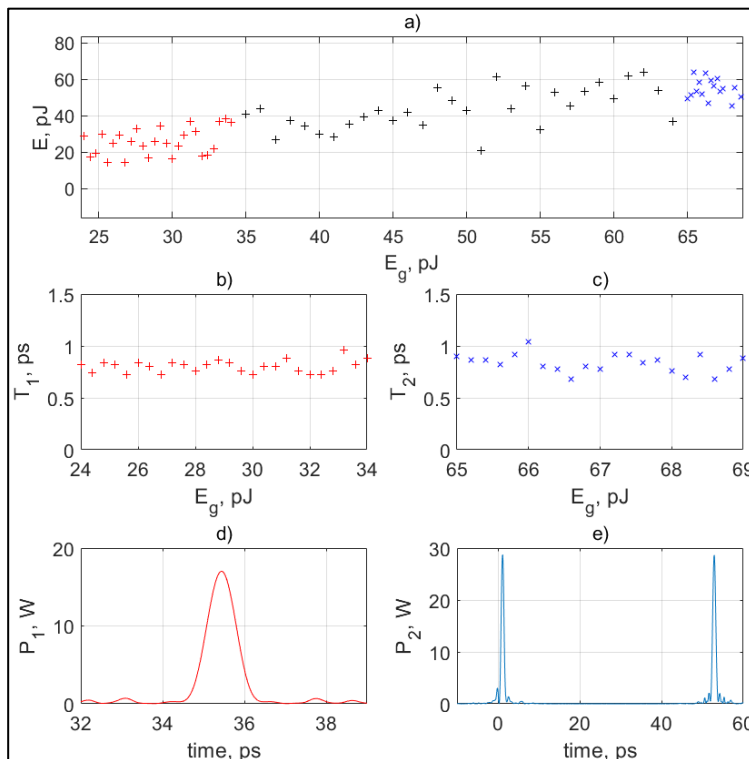 a)
E, pJ
80
60
40
20
0
25 30 35 40 45 50 55 60 65
E_g, pJ
b)
T_1, ps
1.5
1
0.5
0
24 26 28 30 32 34
E_g, pJ
c)
T_2, ps
1.5
1
0.5
0
65 66 67 68 69
E_g, pJ
d)
P_1, W
20
10
0
32 34 36 38
time, ps
e)
P_2, W
30
20
10
0
0 20 40 60
time, ps